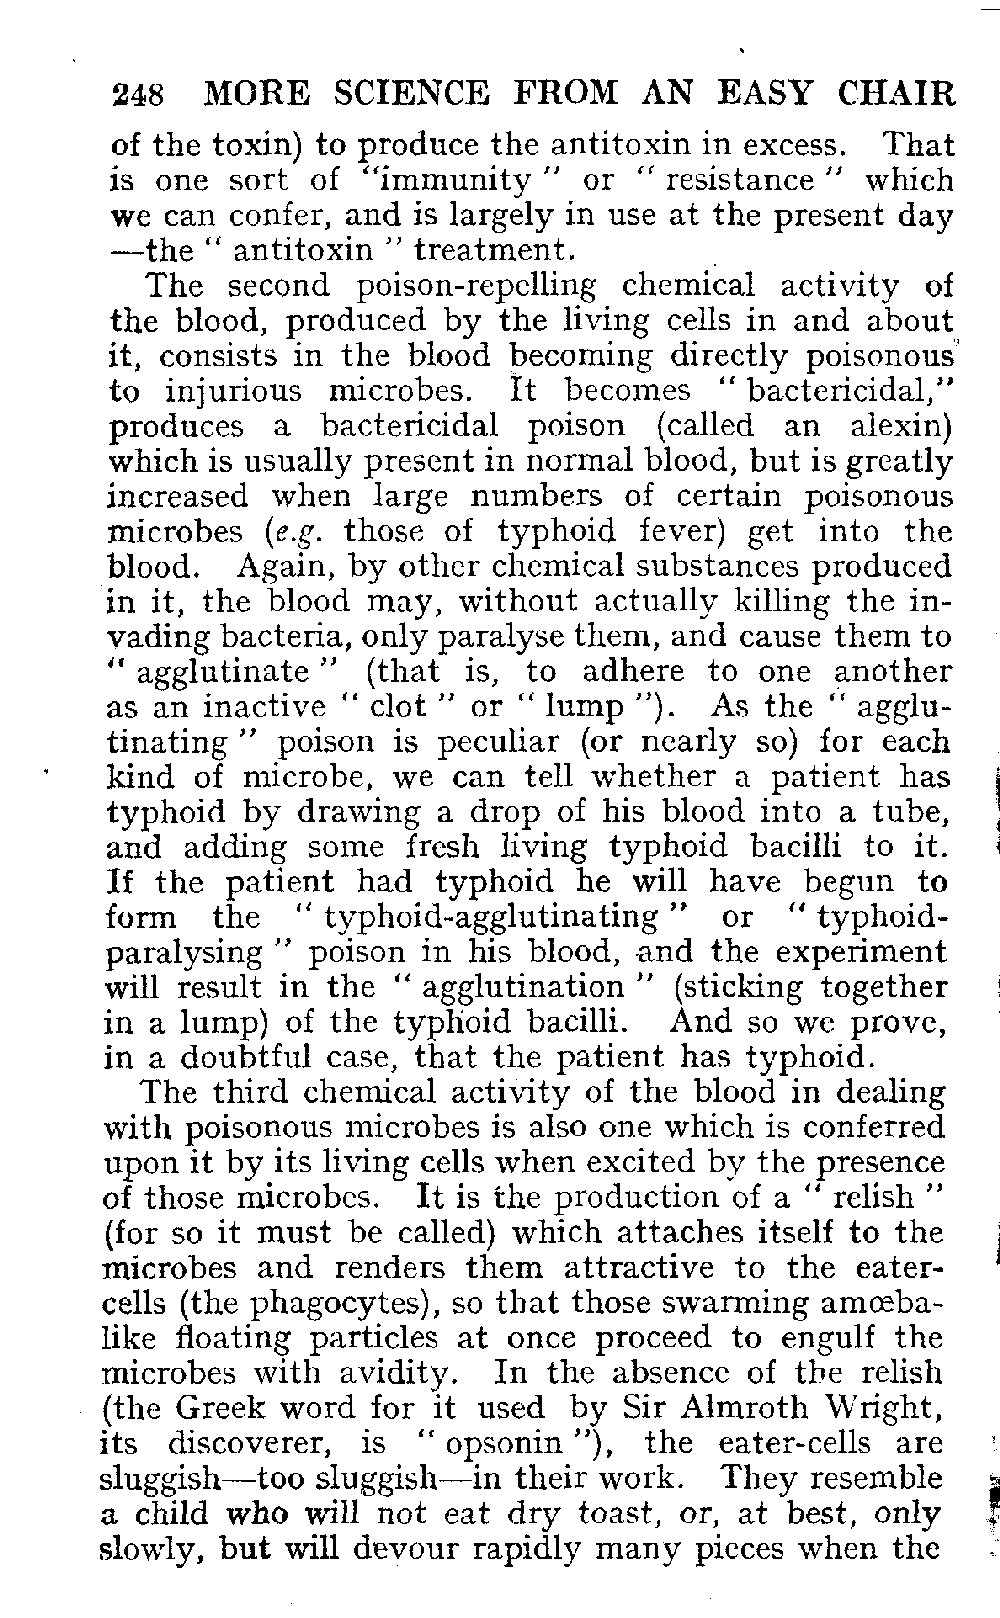 248 MORE SCIENCE FROM AN EASY CHAIR
of the toxin) to produce the antitoxin in excess. That
is one sort of “immunity” or “resistance” which
we can confer, and is largely in use at the present day
—the “antitoxin” treatment.
The second poison-repelling chemical activity of
the blood, produced by the living cells in and about
it, consists in the blood becoming directly poisonous
to injurious microbes. It becomes “bactericidal,”
produces a bactericidal poison (called an alexin)
which is usually present in normal blood, but is greatly
increased when large numbers of certain poisonous
microbes (e.g. those of typhoid fever) get into the
blood. Again, by other chemical substances produced
in it, the blood may, without actually killing the in-
vading bacteria, only paralyse them, and cause them to
“agglutinate” (that is, to adhere to one another
as an inactive “clot” or “lump”). As the “agglu-
tinating” poison is peculiar (or nearly so) for each
kind of microbe, we can tell whether a patient has
typhoid by drawing a drop of his blood into a tube,
and adding some fresh living typhoid bacilli to it.
If the patient had typhoid he will have begun to
form the “typhoid-agglutinating” or “typhoid-
paralysing” poison in his blood, and the experiment
will result in the “agglutination” (sticking together
in a lump) of the typhoid bacilli. And so we prove,
in a doubtful case, that the patient has typhoid.
The third chemical activity of the blood in dealing
with poisonous microbes is also one which is conferred
upon it by its living cells when excited by the presence
of those microbes. It is the production of a “relish”
(for so it must be called) which attaches itself to the
microbes and renders them attractive to the eater-
cells (the phagocytes), so that those swarming amœba-
like floating particles at once proceed to engulf the
microbes with avidity. In the absence of the relish
(the Greek word for it used by Sir Almroth Wright,
its discoverer, is “opsonin”), the eater-cells are
sluggish—too sluggish—in their work. They resemble
a child who will not eat dry toast, or, at best, only
slowly, but will devour rapidly many pieces when the